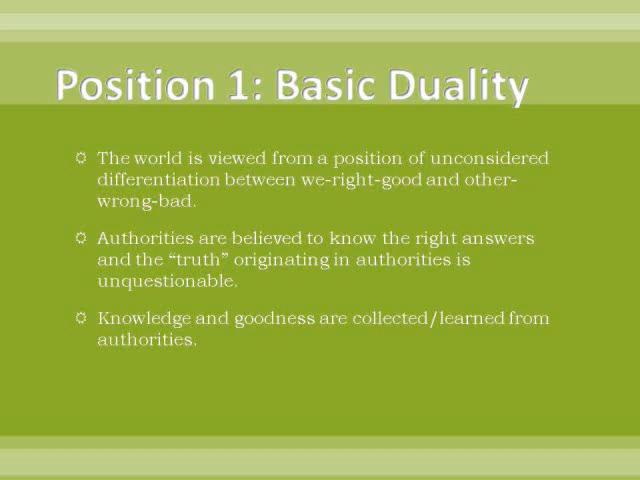 Position 1: Basic Duality
The world is viewed from a position of unconsidered
differentiation between we-right-good and other-
wrong-bad.
Authorities are believed to know the right answers
and the “truth” originating in authorities is
unquestionable.
Knowledge and goodness are collected/learned from
authorities.